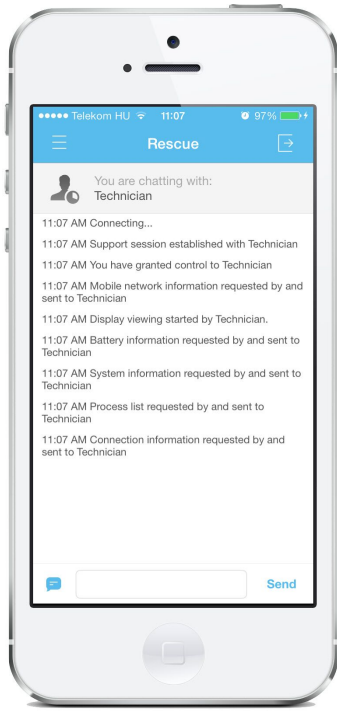 Telekom HU 11:07 97%
Rescue
You are chatting with:
Technician
11:07 AM Connecting...
11:07 AM Support session established with Technician
11:07 AM You have granted control to Technician
11:07 AM Mobile network information requested by and
sent to Technician
11:07 AM Display viewing started by Technician.
11:07 AM Battery information requested by and sent to
Technician
11:07 AM System information requested by and sent to
Technician
11:07 AM Process list requested by and sent to
Technician
11:07 AM Connection information requested by and
sent to Technician
Send